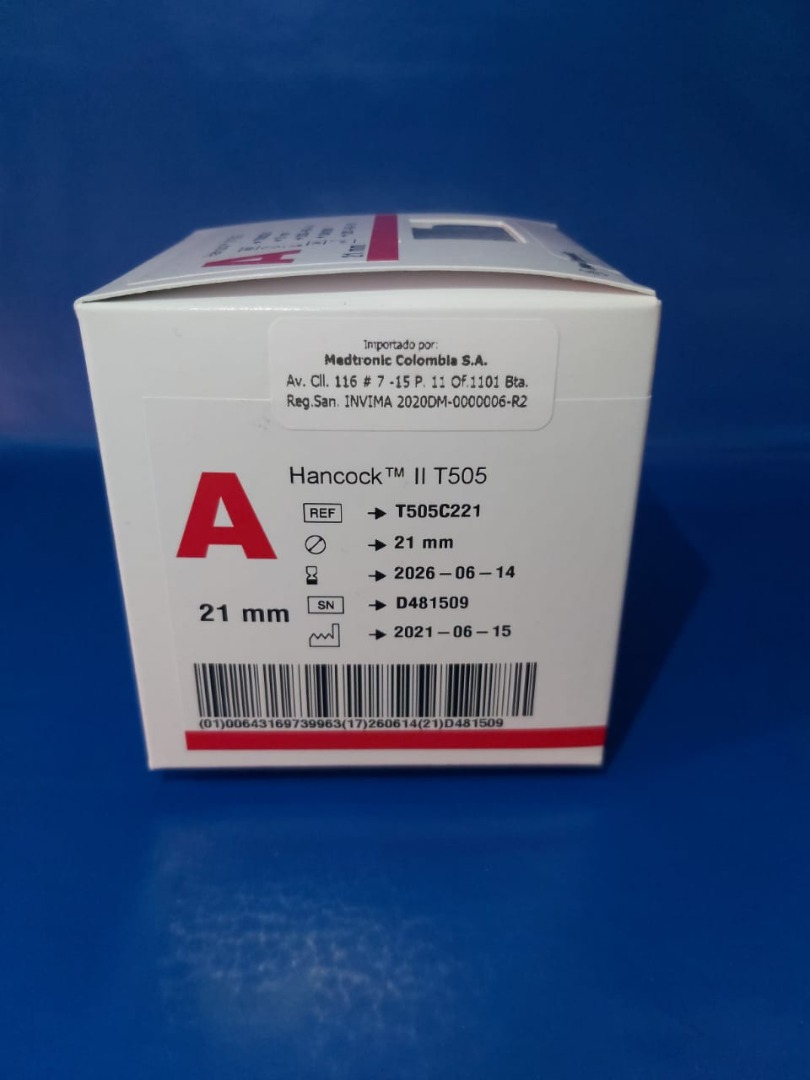 Importado por:
Medtronic Colombia S.A.
Av. Cll. 116 # 7 -15 P. 11 Of.1101 Bta.
Reg.San. INVIMA 2020DM-0000006-R2
A
Hancock™ II T505
REF → T505C221
→ 21 mm
→ 2026-06-14
21 mm
SN → D481509
→ 2021-06-15
(01)00643169739963(17)260614(21)D481509